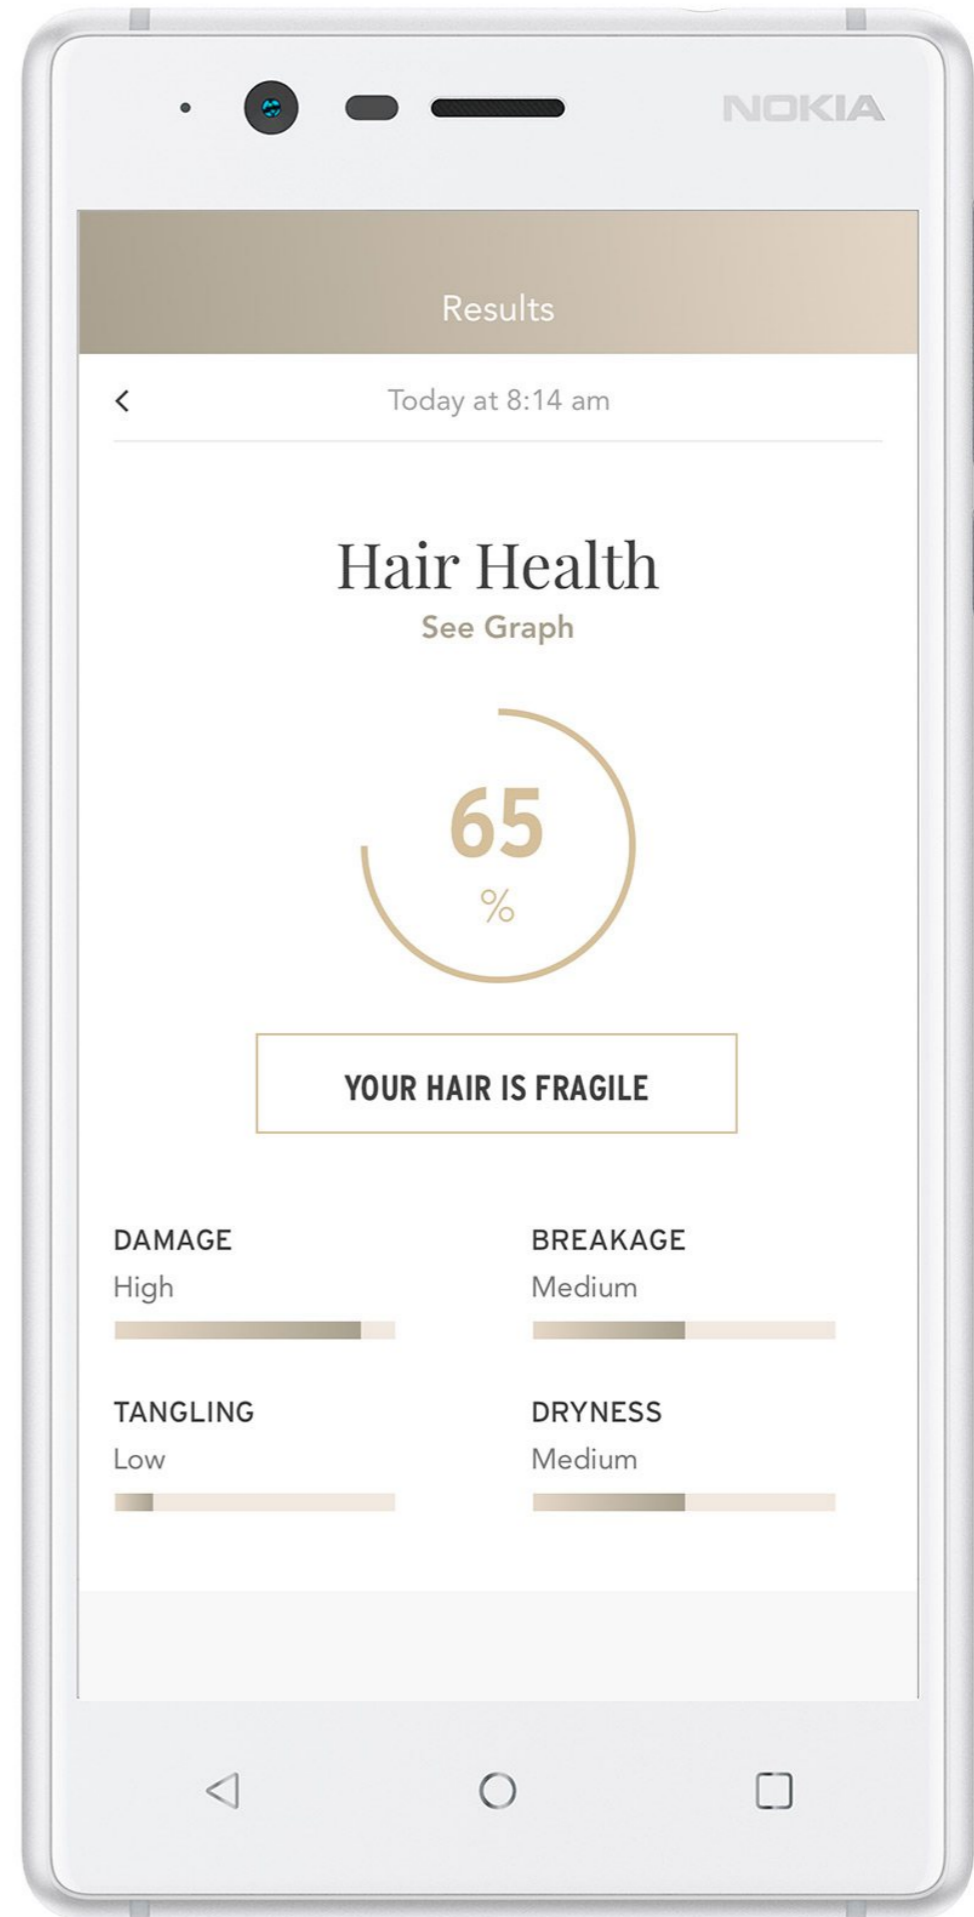 NOKIA
Results
Today at 8:14 am
Hair Health
See Graph
65
%
YOUR HAIR IS FRAGILE
DAMAGE
High
BREAKAGE
Medium
TANGLING
Low
DRYNESS
Medium